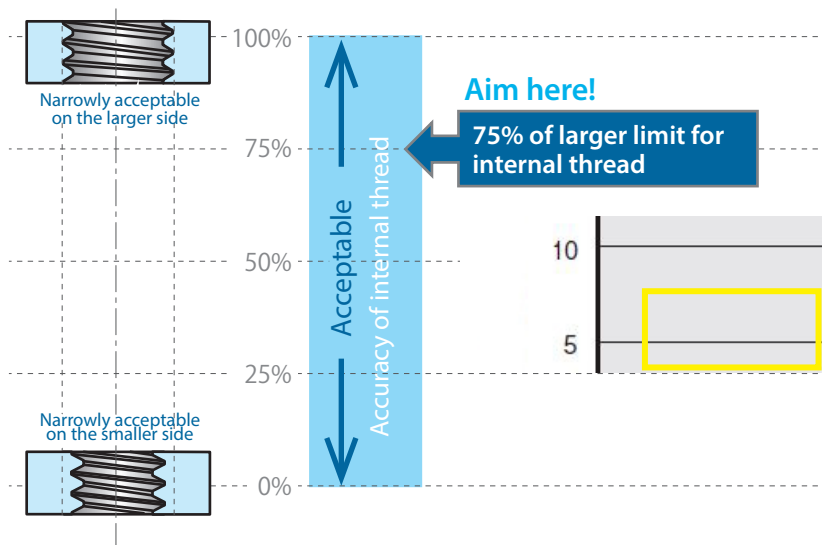 100%
Narrowly acceptable
on the larger side
Aim here!
75% of larger limit for
internal thread
75%
Acceptable
Accuracy of internal thread
50%
10
5
25%
Narrowly acceptable
on the smaller side
0%